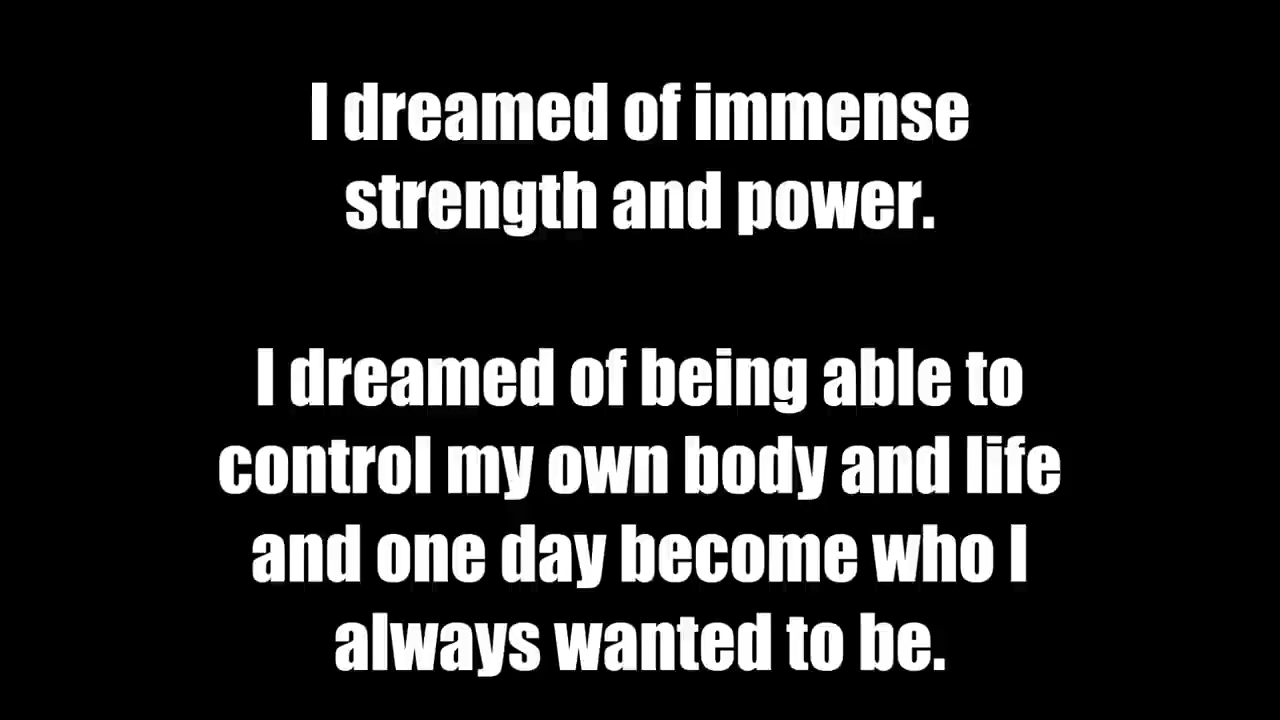 I dreamed of immense
strength and power.
I dreamed of being able to
control my own body and life
and one day become who I
always wanted to be.